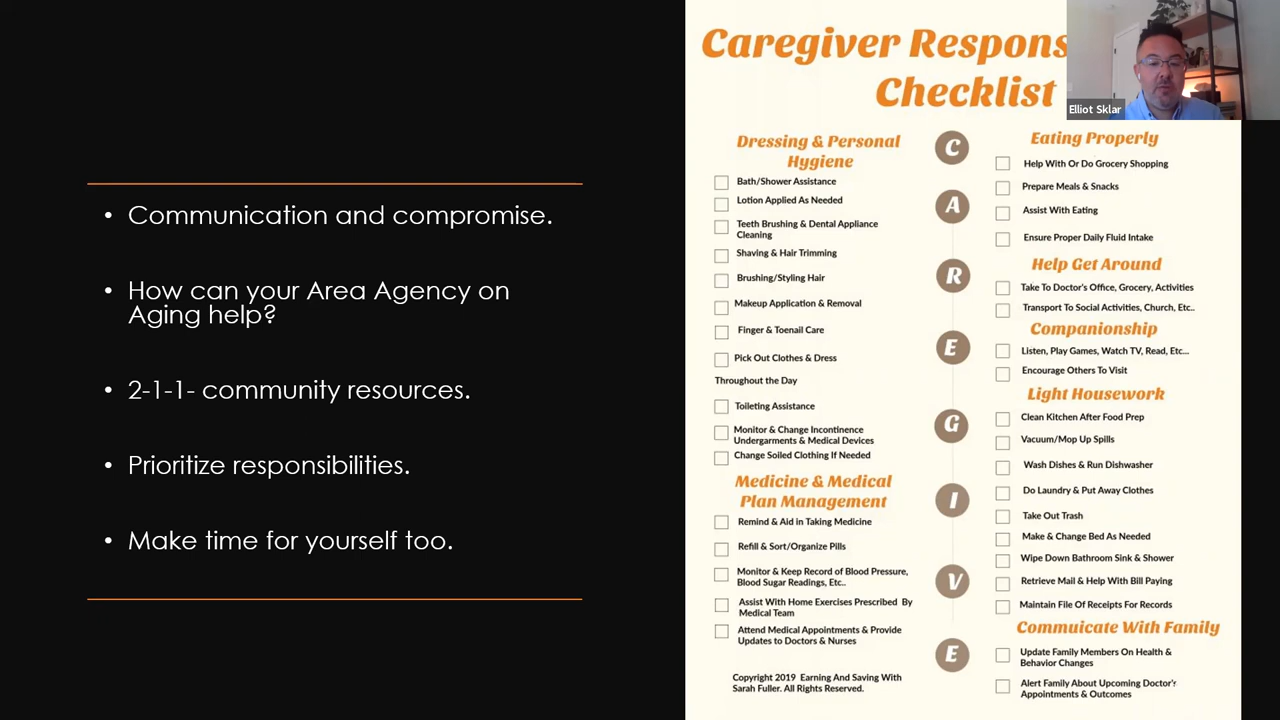 • Communication and compromise.
• How can your Area Agency on
Aging help?
• 2-1-1- community resources.
• Prioritize responsibilities.
• Make time for yourself too.
Caregiver Respons
Checklist
Elliot Sklar
Dressing & Personal
Hygiene
Bath/Shower Assistance
Lotion Applied As Needed
Teeth Brushing & Dental Appliance
Cleaning
Shaving & Hair Trimming
Brushing/Styling Hair
Makeup Application & Removal
Finger & Toenail Care
Pick Out Clothes & Dress
Throughout the Day
Toileting Assistance
Monitor & Change Incontinence
Undergarments & Medical Devices
Change Soiled Clothing If Needed
Medicine & Medical
Plan Management
Remind & Aid in Taking Medicine
Refill & Sort/Organize Pills
Monitor & Keep Record of Blood Pressure,
Blood Sugar Readings, Etc..
Assist With Home Exercises Prescribed By
Medical Team
Attend Medical Appointments & Provide
Updates to Doctors & Nurses
Copyright 2019 Earning And Saving With
Sarah Fuller. All Rights Reserved.
C
A
R
E
G
I
V
E
Eating Properly
Help With Or Do Grocery Shopping
Prepare Meals & Snacks
Assist With Eating
Ensure Proper Daily Fluid Intake
Help Get Around
Take To Doctor's Office, Grocery, Activities
Transport To Social Activities, Church, Etc..
Companionship
Listen, Play Games, Watch TV, Read, Etc...
Encourage Others To Visit
Light Housework
Clean Kitchen After Food Prep
Vacuum/Mop Up Spills
Wash Dishes & Run Dishwasher
Do Laundry & Put Away Clothes
Take Out Trash
Make & Change Bed As Needed
Wipe Down Bathroom Sink & Shower
Retrieve Mail & Help With Bill Paying
Maintain File Of Receipts For Records
Commuicate With Family
Update Family Members On Health &
Behavior Changes
Alert Family About Upcoming Doctor's
Appointments & Outcomes